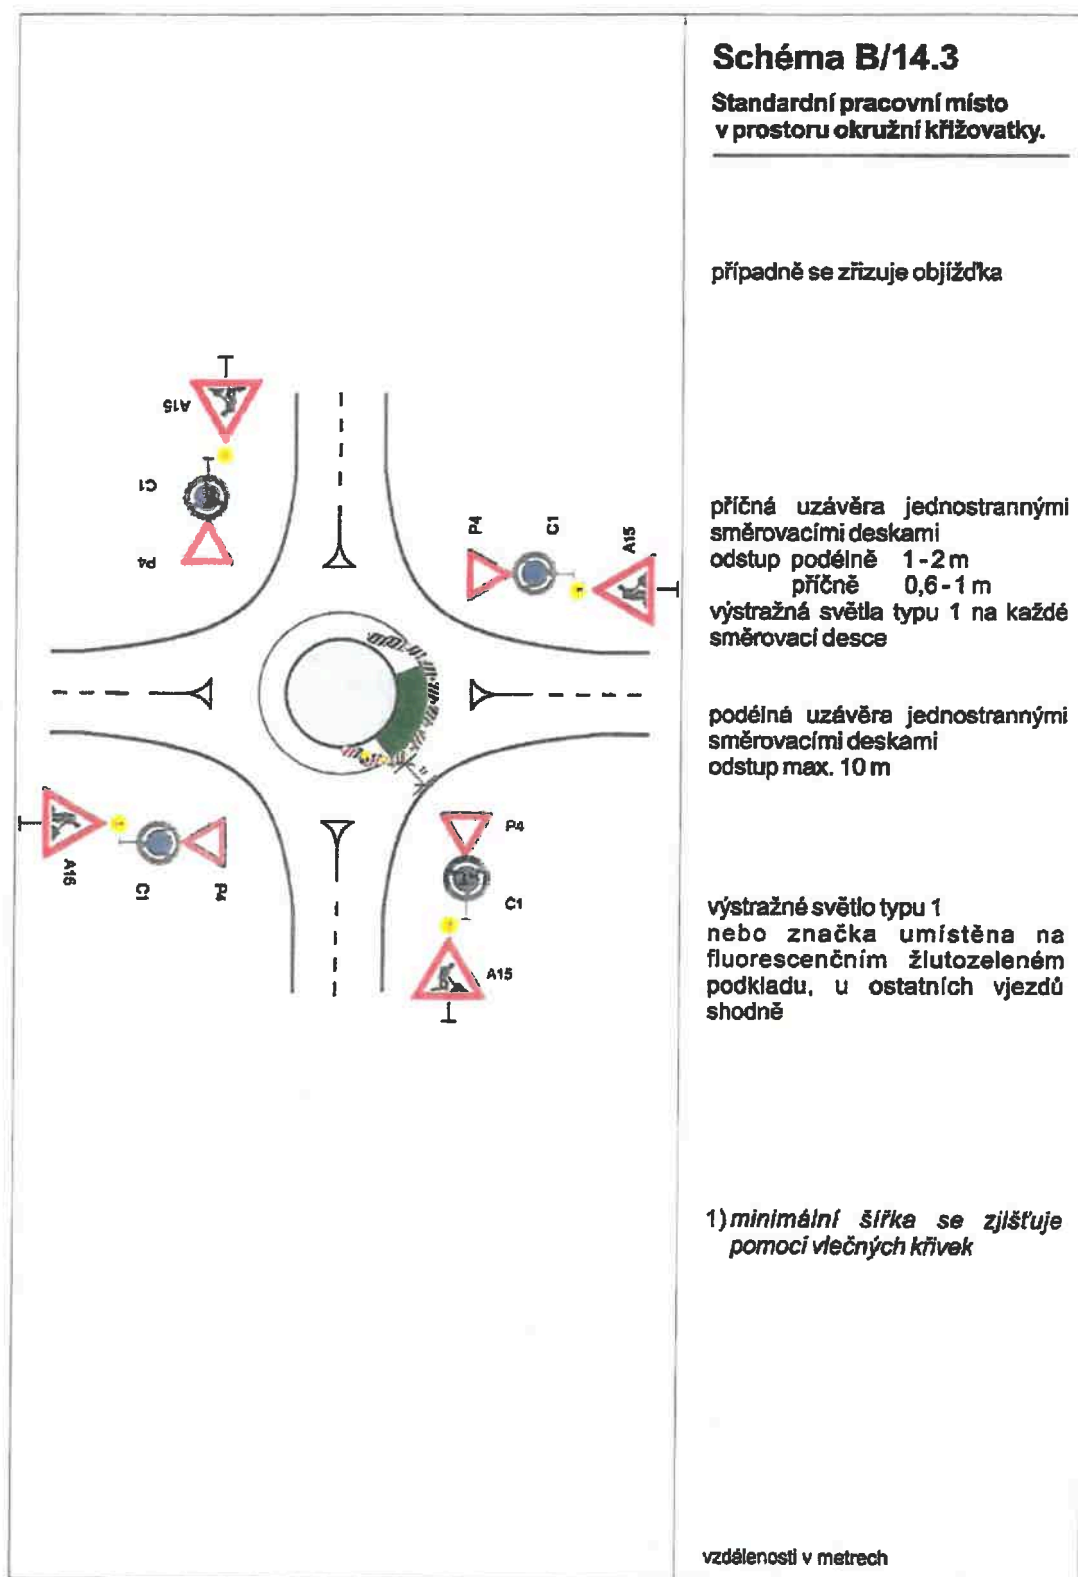 Schéma B/14.3
Standardní pracovní místo
v prostoru okružní křižovatky.
případně se zřizuje objížďka
A15
C1
P4
P4
C1
A15
příčná uzávěra jednostrannými
směrovacími deskami
odstup podélně 1-2 m
příčně 0,6-1 m
výstražná světla typu 1 na každé
směrovací desce
podélná uzávěra jednostrannými
směrovacími deskami
odstup max. 10 m
A15
C1
P4
P4
C1
A15
výstražné světlo typu 1
nebo značka umístěna na
fluorescenčním žlutozeleném
podkladu, u ostatních vjezdů
shodně
1) minimální šířka se zjišťuje
pomocí vlečných křivek
vzdálenosti v metrech